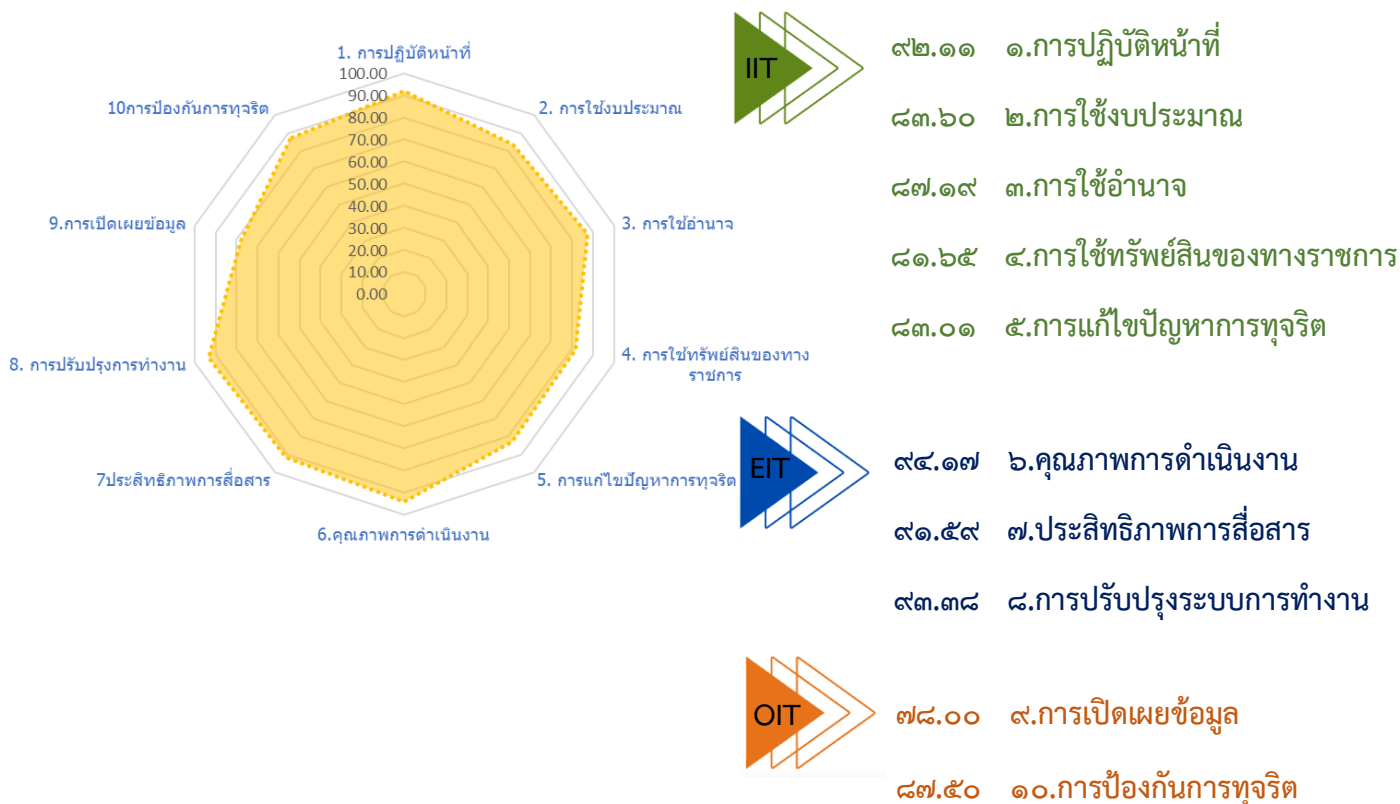 1. การปฏิบัติหน้าที่
100.00
90.00
80.00
70.00
60.00
50.00
40.00
30.00
20.00
10.00
0.00
2. การใช้งบประมาณ
3. การใช้อำนาจ
4. การใช้ทรัพย์สินของทาง
ราชการ
5. การแก้ไขปัญหาการทุจริต
6.คุณภาพการดำเนินงาน
7ประสิทธิภาพการสื่อสาร
8. การปรับปรุงการทำงาน
9.การเปิดเผยข้อมูล
10การป้องกันการทุจริต
IIT
๙๒.๑๑ ๑.การปฏิบัติหน้าที่
๘๓.๖๐ ๒.การใช้งบประมาณ
๘๗.๑๙ ๓.การใช้อำนาจ
๘๑.๖๕ ๔.การใช้ทรัพย์สินของทางราชการ
๘๓.๐๑ ๕.การแก้ไขปัญหาการทุจริต
EIT
๙๔.๑๗ ๖.คุณภาพการดำเนินงาน
๙๑.๕๙ ๗.ประสิทธิภาพการสื่อสาร
๙๓.๓๘ ๘.การปรับปรุงระบบการทำงาน
OIT
๗๘.๐๐ ๙.การเปิดเผยข้อมูล
๘๗.๕๐ ๑๐.การป้องกันการทุจริต